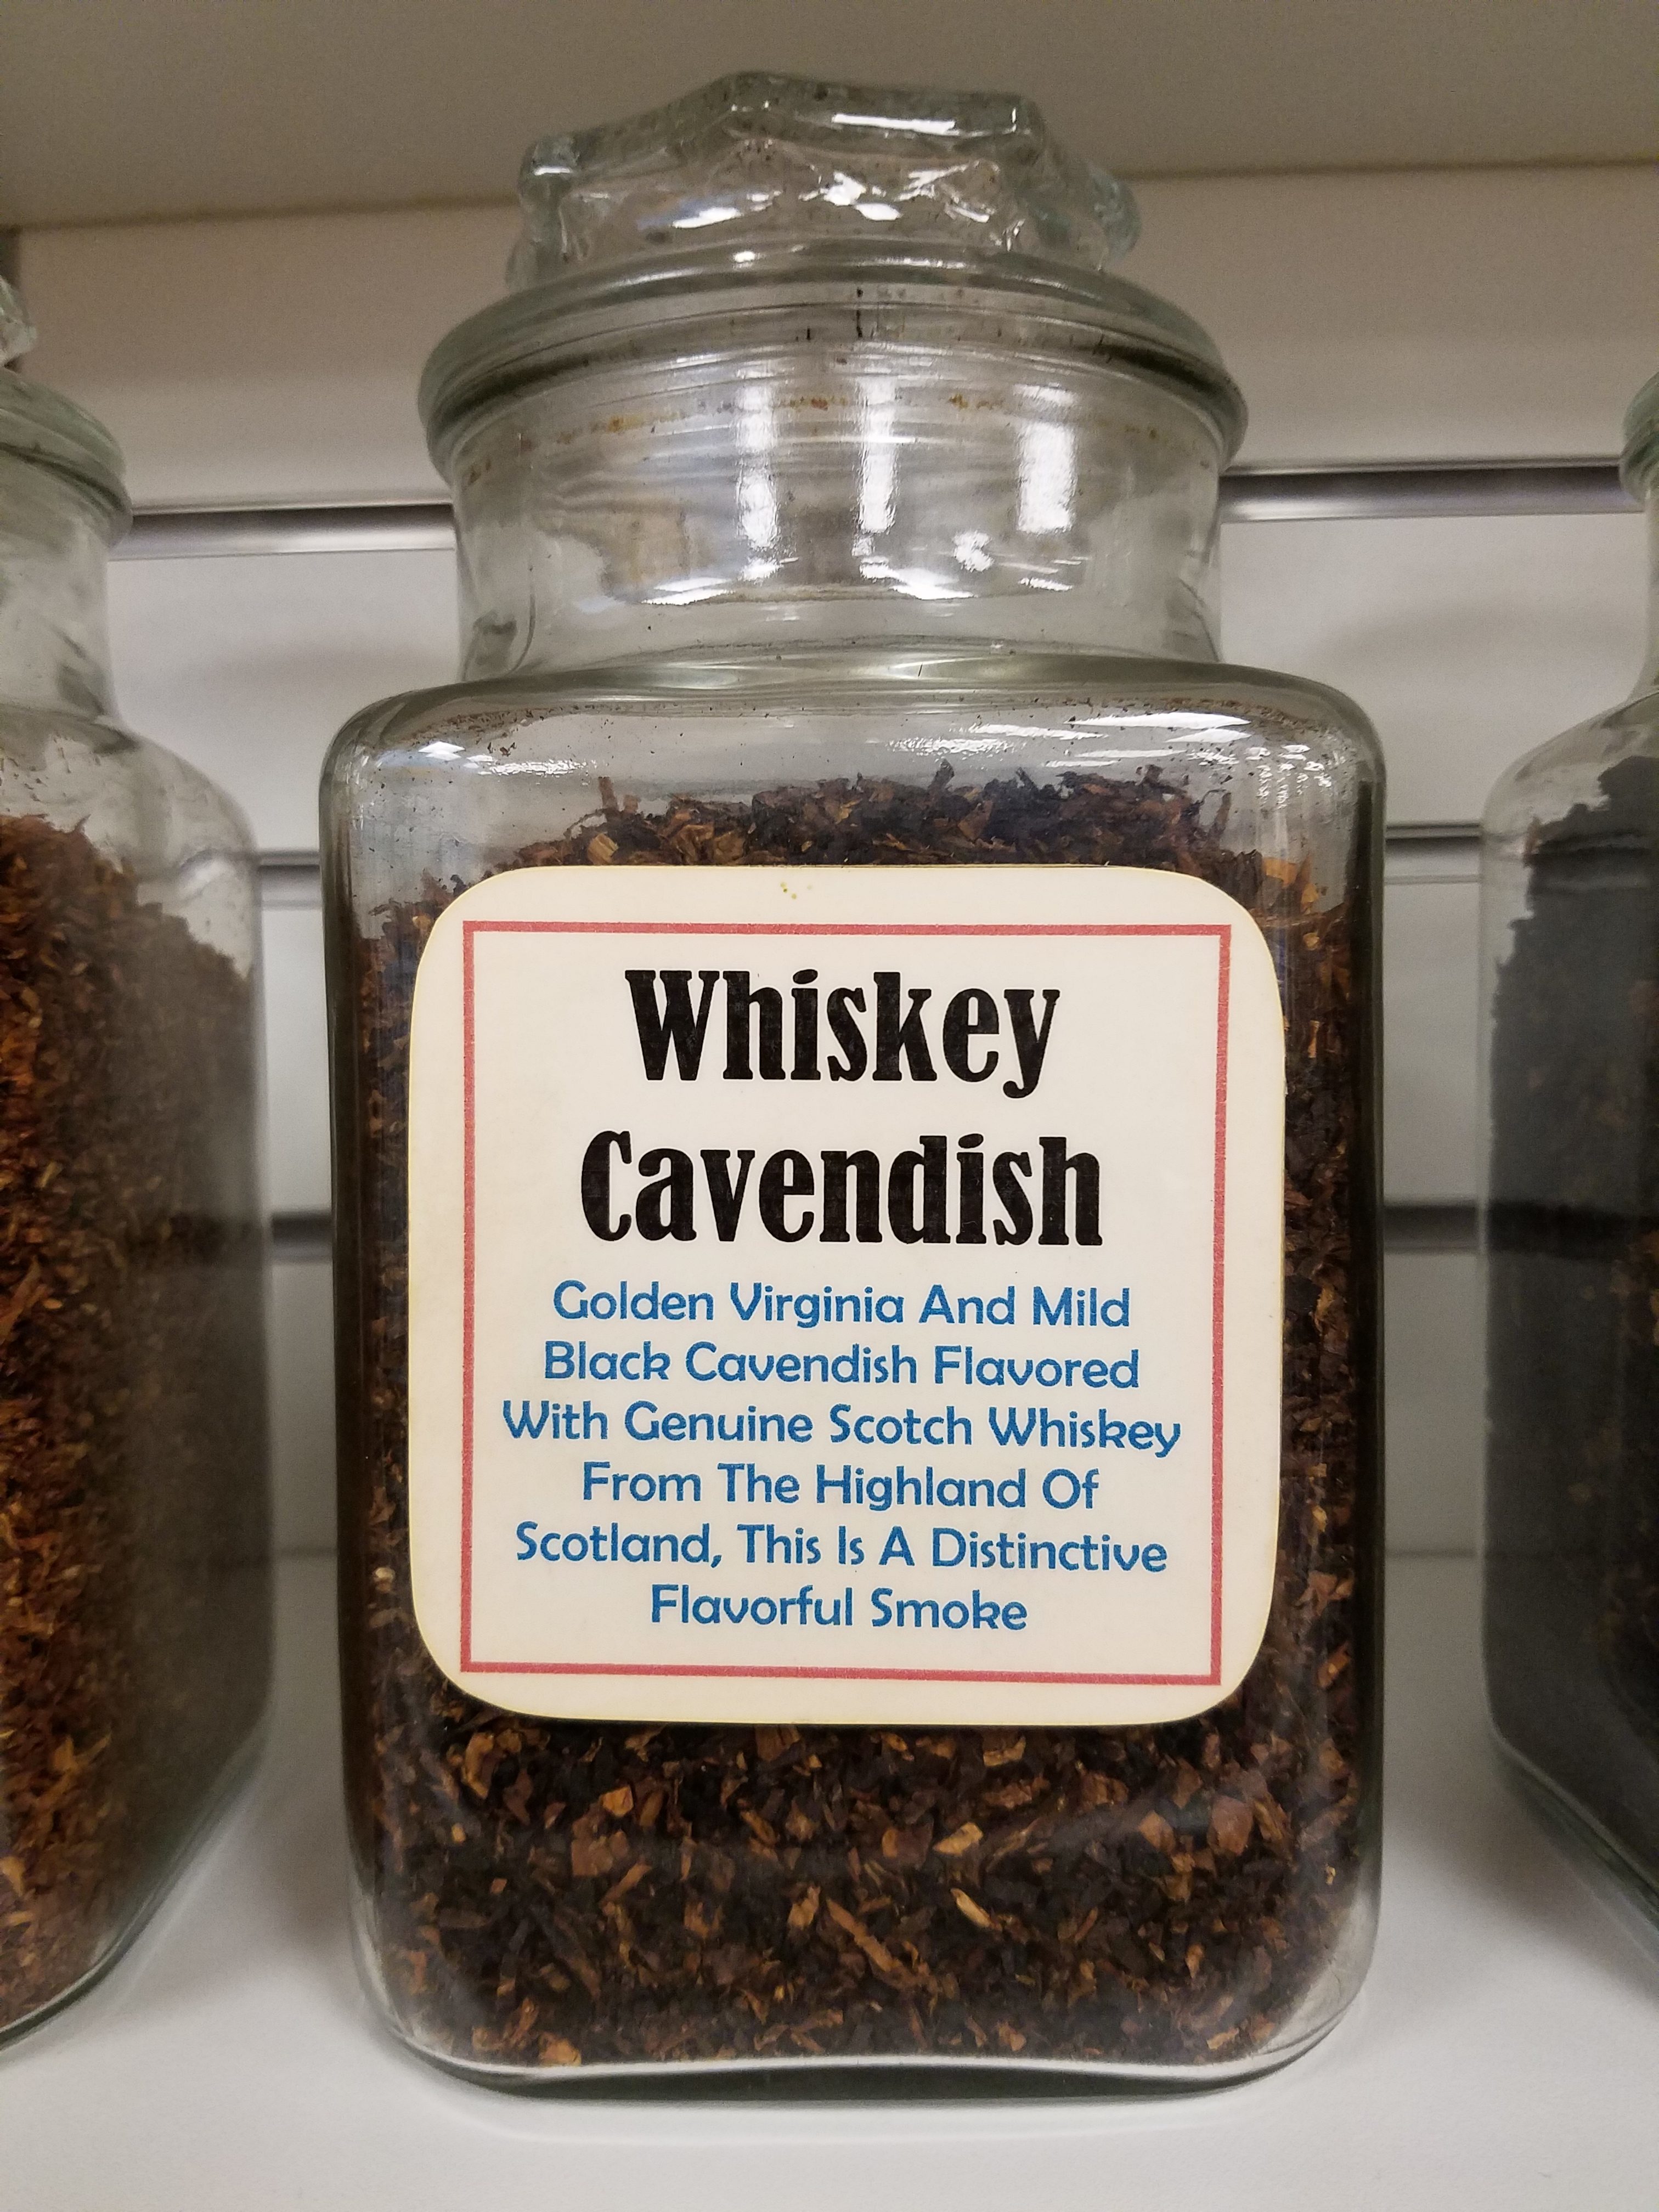 Whiskey
Cavendish
Golden Virginia And Mild
Black Cavendish Flavored
With Genuine Scotch Whiskey
From The Highland Of
Scotland, This Is A Distinctive
Flavorful Smoke